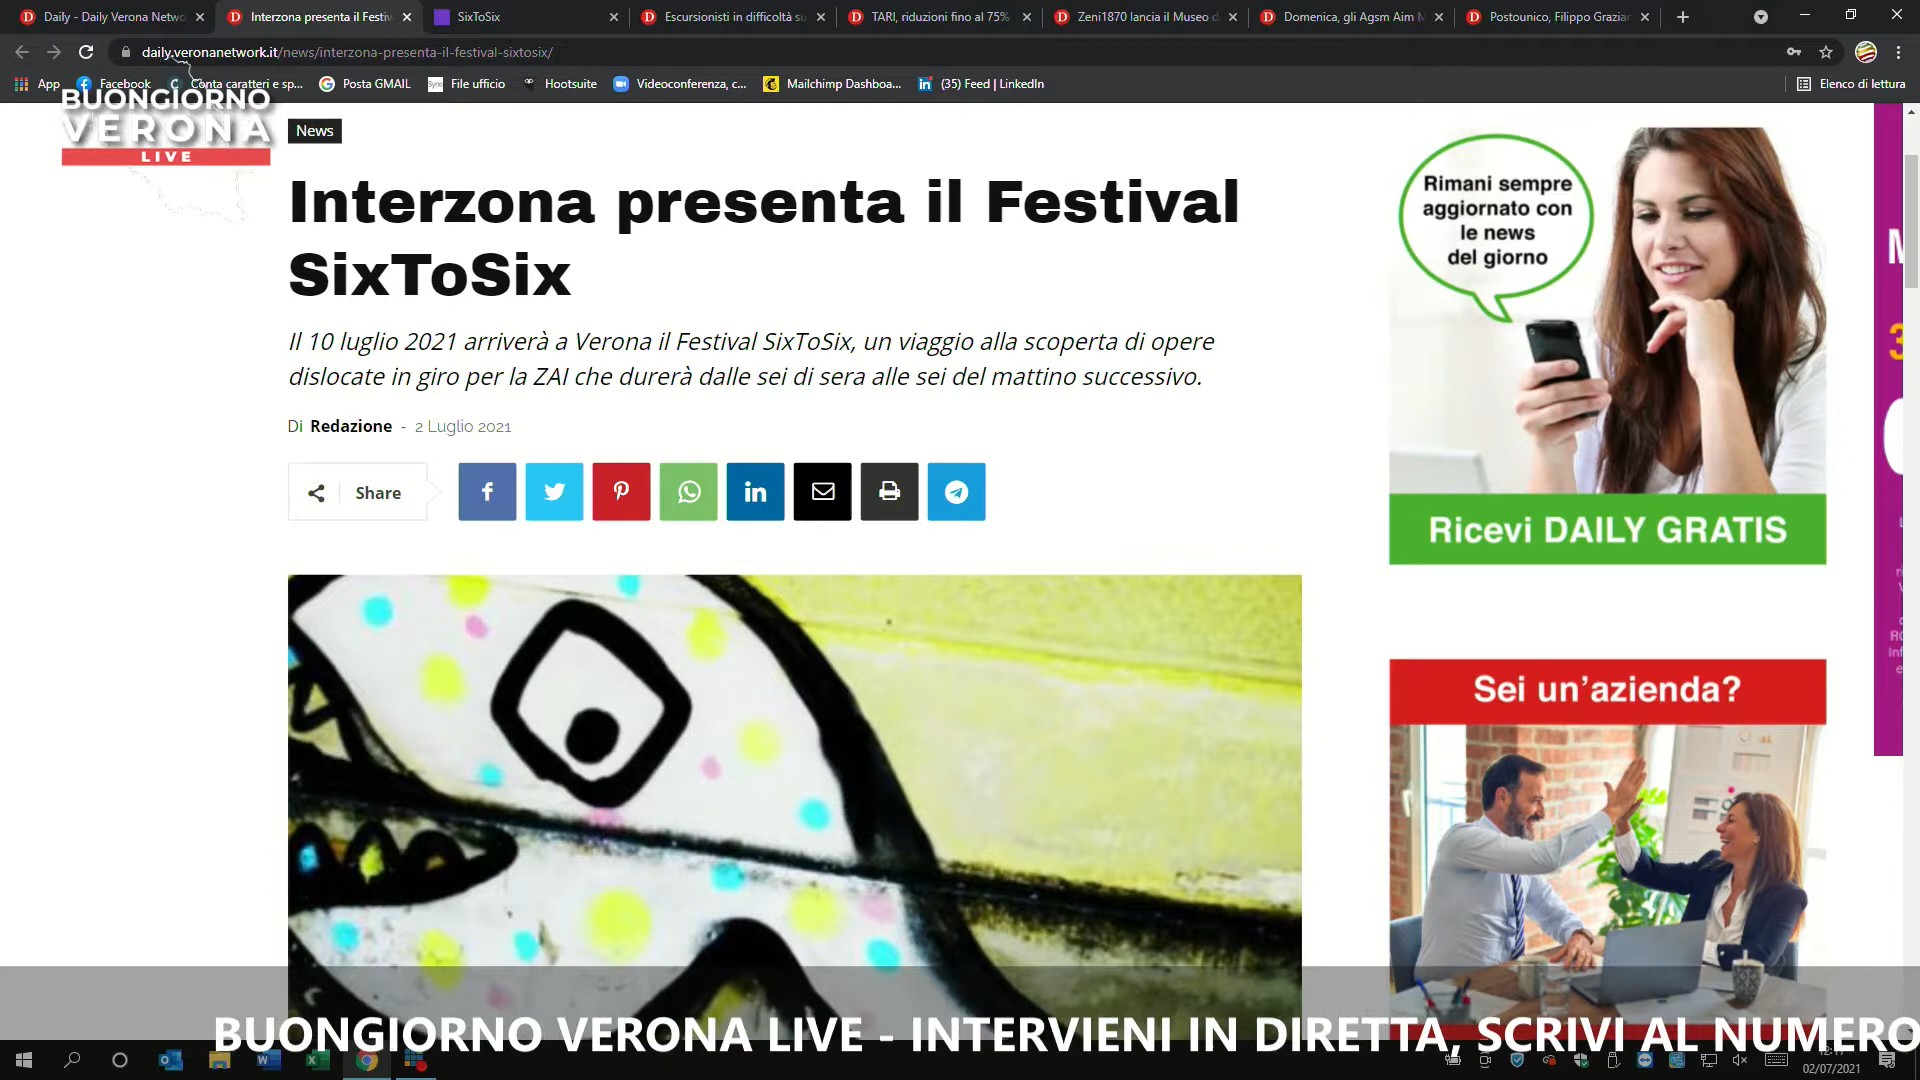 Daily - Daily Verona Netwo
Interzona presenta il Festiv
SixToSix
Escursionisti in difficoltà su
TARI, riduzioni fino al 75%
Zeni1870 lancia il Museo d
Domenica, gli Agsm Aim M
Postounico, Filippo Grazian
daily.veronanetwork.it/news/interzona-presenta-il-festival-sixtosix/
App
Facebook
Conta caratteri e sp...
Posta GMAIL
File ufficio
Hootsuite
Videoconferenza, c...
Mailchimp Dashboa...
(35) Feed | LinkedIn
Elenco di lettura
BUONGIORNO
VERONA
LIVE
News
Interzona presenta il Festival
SixToSix
Il 10 luglio 2021 arriverà a Verona il Festival SixToSix, un viaggio alla scoperta di opere
dislocate in giro per la ZAI che durerà dalle sei di sera alle sei del mattino successivo.
Di Redazione - 2 Luglio 2021
Share
Rimani sempre
aggiornato con
le news
del giorno
Ricevi DAILY GRATIS
Sei un'azienda?
BUONGIORNO VERONA LIVE - INTERVIENI IN DIRETTA, SCRIVI AL NUMERO
02/07/2021